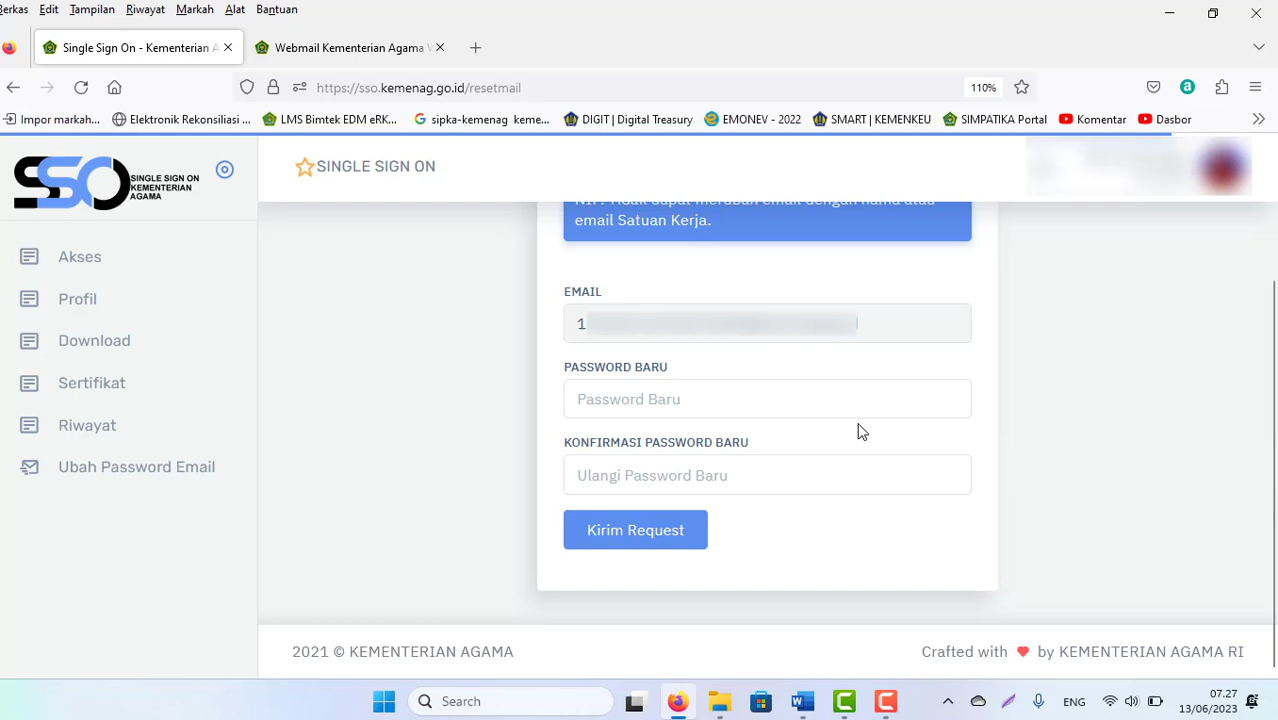 Berkas Edit Tampilan Riwayat Markah Alat Bantuan
Single Sign On - Kementerian A
Webmail Kementerian Agama
https://sso.kemenag.go.id/resetmail
110%
Impor markah...
Elektronik Rekonsiliasi ...
LMS Bimtek EDM eRK...
sipka-kemenag keme...
DIGIT | Digital Treasury
EMONEV - 2022
SMART | KEMENKEU
SIMPATIKA Portal
Komentar
Dasbor
SSO
SINGLE SIGN ON
KEMENTERIAN
AGAMA
SINGLE SIGN ON
Akses
Profil
Download
Sertifikat
Riwayat
Ubah Password Email
email Satuan Kerja.
EMAIL
1
PASSWORD BARU
Password Baru
KONFIRMASI PASSWORD BARU
Ulangi Password Baru
Kirim Request
2021 © KEMENTERIAN AGAMA
Crafted with ❤ by KEMENTERIAN AGAMA RI
Search
ENG
07.27
13/06/2023